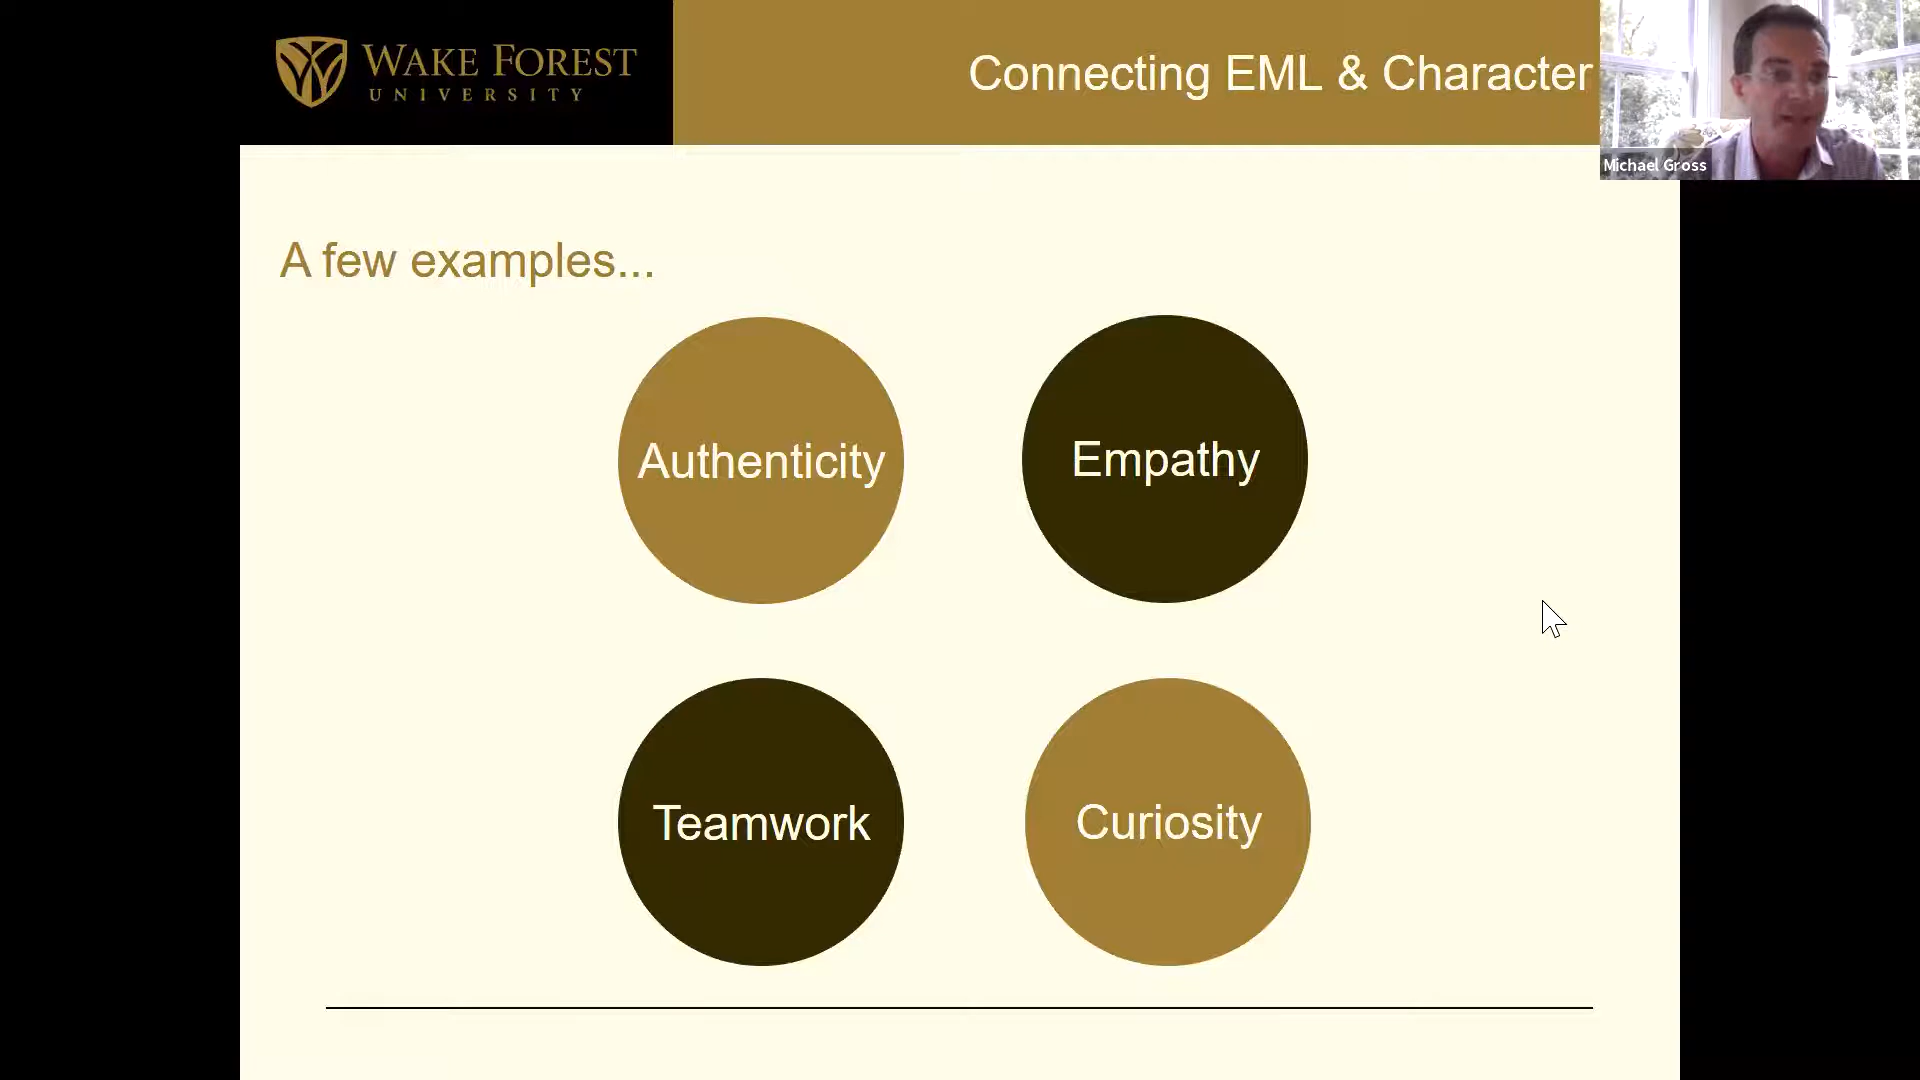 WAKE FOREST
UNIVERSITY
Connecting EML & Character
Michael Gross
A few examples...
Authenticity
Empathy
Teamwork
Curiosity